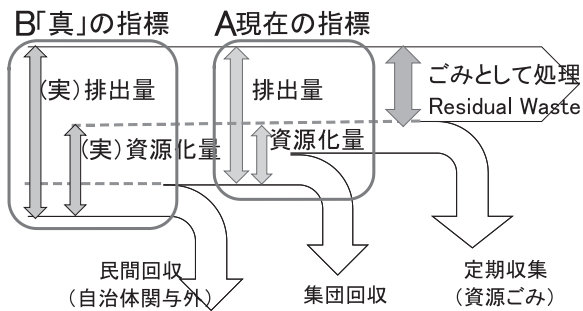 B「真」の指標
A現在の指標
(実)排出量
排出量
ごみとして処理
Residual Waste
(実)資源化量
資源化量
民間回収
(自治体関与外)
集団回収
定期収集
(資源ごみ)